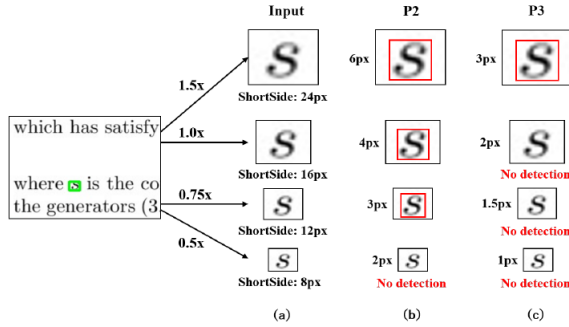 Input P2 P3
1.5x S 6px S 3px S
ShortSide: 24px
which has satisfy
1.0x S 4px S 2px S
ShortSide: 16px No detection
where s is the co
the generators (3
0.75x S 3px S 1.5px S
ShortSide: 12px No detection
0.5x S 2px S 1px S
ShortSide: 8px No detection No detection
(a) (b) (c)